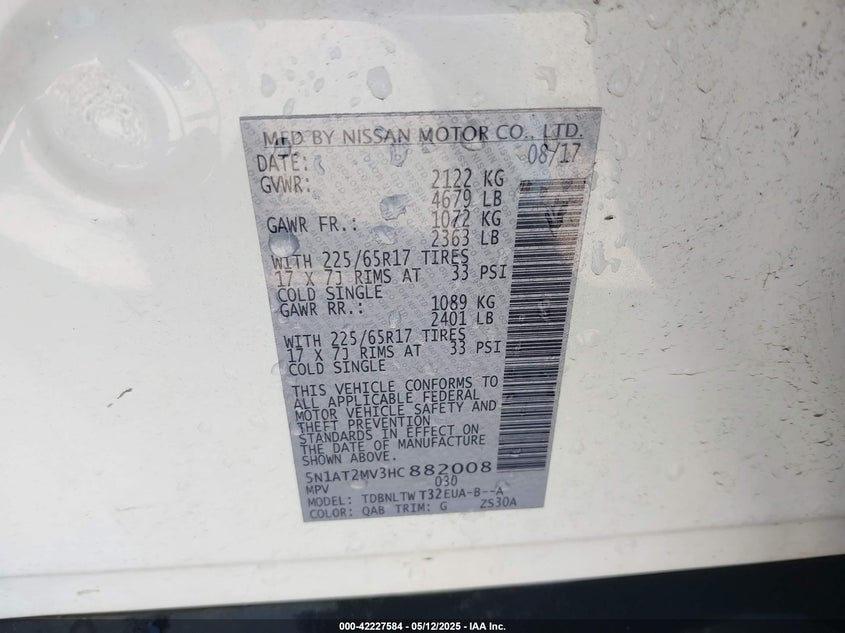 MFD BY NISSAN MOTOR CO., LTD.
DATE: 08/17
GVWR: 2122 KG
4679 LB
GAWR FR.: 1072 KG
2363 LB
WITH 225/65R17 TIRES
17 X 7J RIMS AT 33 PSI
COLD SINGLE
GAWR RR.: 1089 KG
2401 LB
WITH 225/65R17 TIRES
17 X 7J RIMS AT 33 PSI
COLD SINGLE
THIS VEHICLE CONFORMS TO
ALL APPLICABLE FEDERAL
MOTOR VEHICLE SAFETY AND
THEFT PREVENTION
STANDARDS IN EFFECT ON
THE DATE OF MANUFACTURE
SHOWN ABOVE.
5N1AT2MV3HC882008
MPV 030
MODEL: TDBNLTW T32EUA-B--A
COLOR: QAB TRIM: G ZS30A
000-42227584 - 05/12/2025 - IAA Inc.